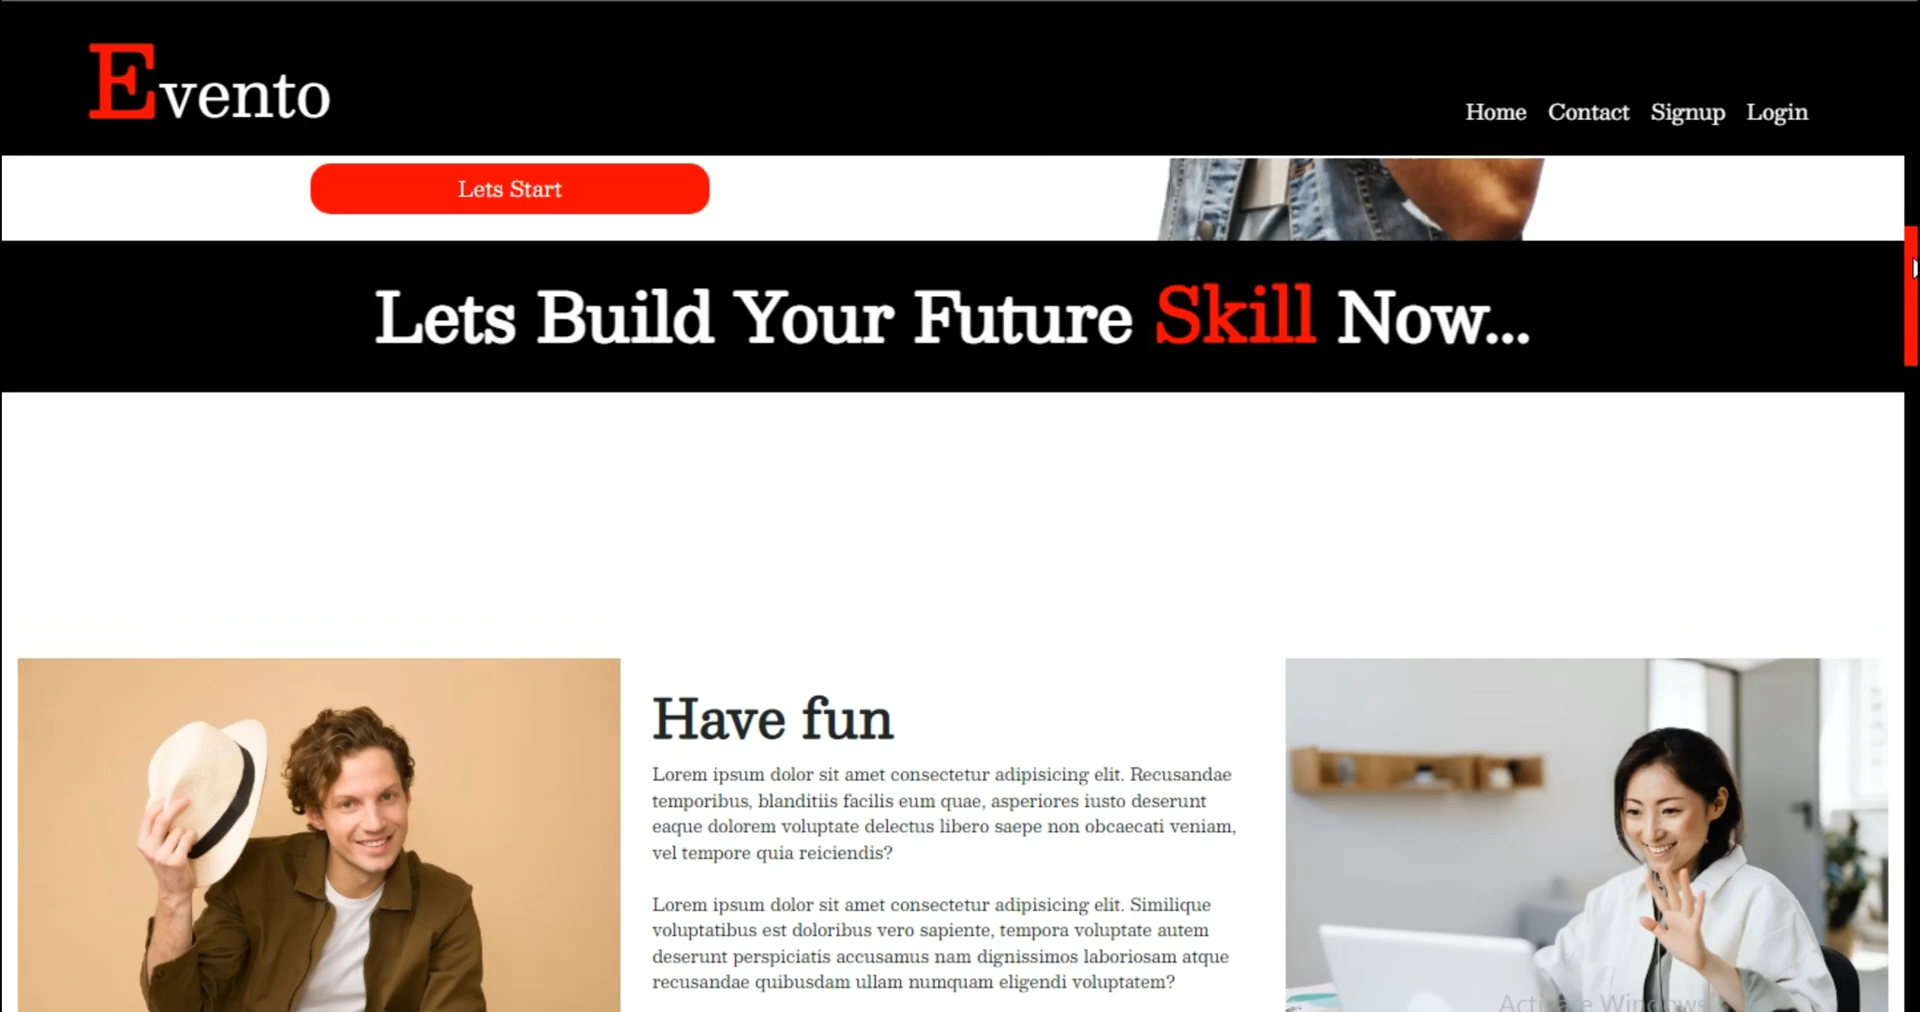 Evento
Home Contact Signup Login
Lets Start
Lets Build Your Future Skill Now...
Have fun
Lorem ipsum dolor sit amet consectetur adipisicing elit. Recusandae
temporibus, blanditiis facilis eum quae, asperiores iusto deserunt
eaque dolorem voluptate delectus libero saepe non obcaecati veniam,
vel tempore quia reiciendis?
Lorem ipsum dolor sit amet consectetur adipisicing elit. Similique
voluptatibus est doloribus vero sapiente, tempora voluptate autem
deserunt perspiciatis accusamus nam dignissimos laboriosam atque
recusandae quibusdam ullam numquam eligendi voluptatem?
Activate Windows